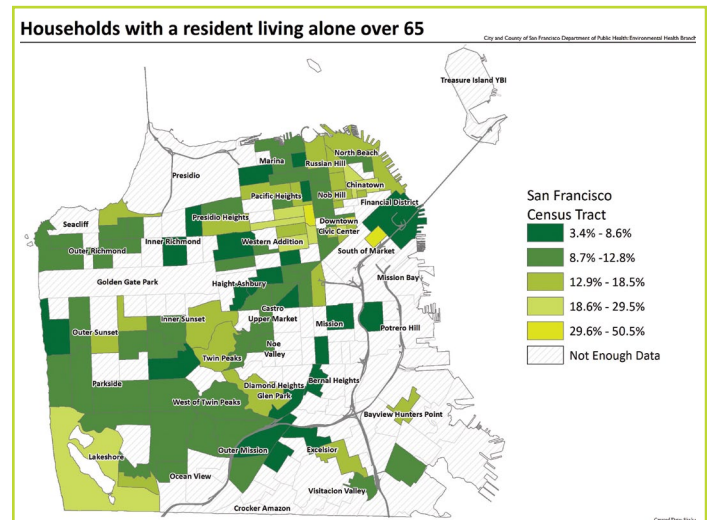 Households with a resident living alone over 65
City and County of San Francisco Department of Public Health: Environmental Health Branch
Treasure Island YBI
North Beach
Marina
Russian Hill
Presidio
Chinatown
Pacific Heights
Nob Hill
Financial District
Seacliff
Presidio Heights
Downtown
Civic Center
Inner Richmond
Western Addition
Outer Richmond
South of Market
Golden Gate Park
Haight-Ashbury
Mission Bay
Castro
Upper Market
Inner Sunset
Outer Sunset
Mission
Potrero Hill
Noe
Valley
Twin Peaks
Parkside
Diamond Heights
Glen Park
Bernal Heights
West of Twin Peaks
Bayview Hunters Point
Lakeshore
Outer Mission
Excelsior
Ocean View
Visitacion Valley
Crocker Amazon
San Francisco
Census Tract
3.4% - 8.6%
8.7% -12.8%
12.9% - 18.5%
18.6% - 29.5%
29.6% - 50.5%
Not Enough Data